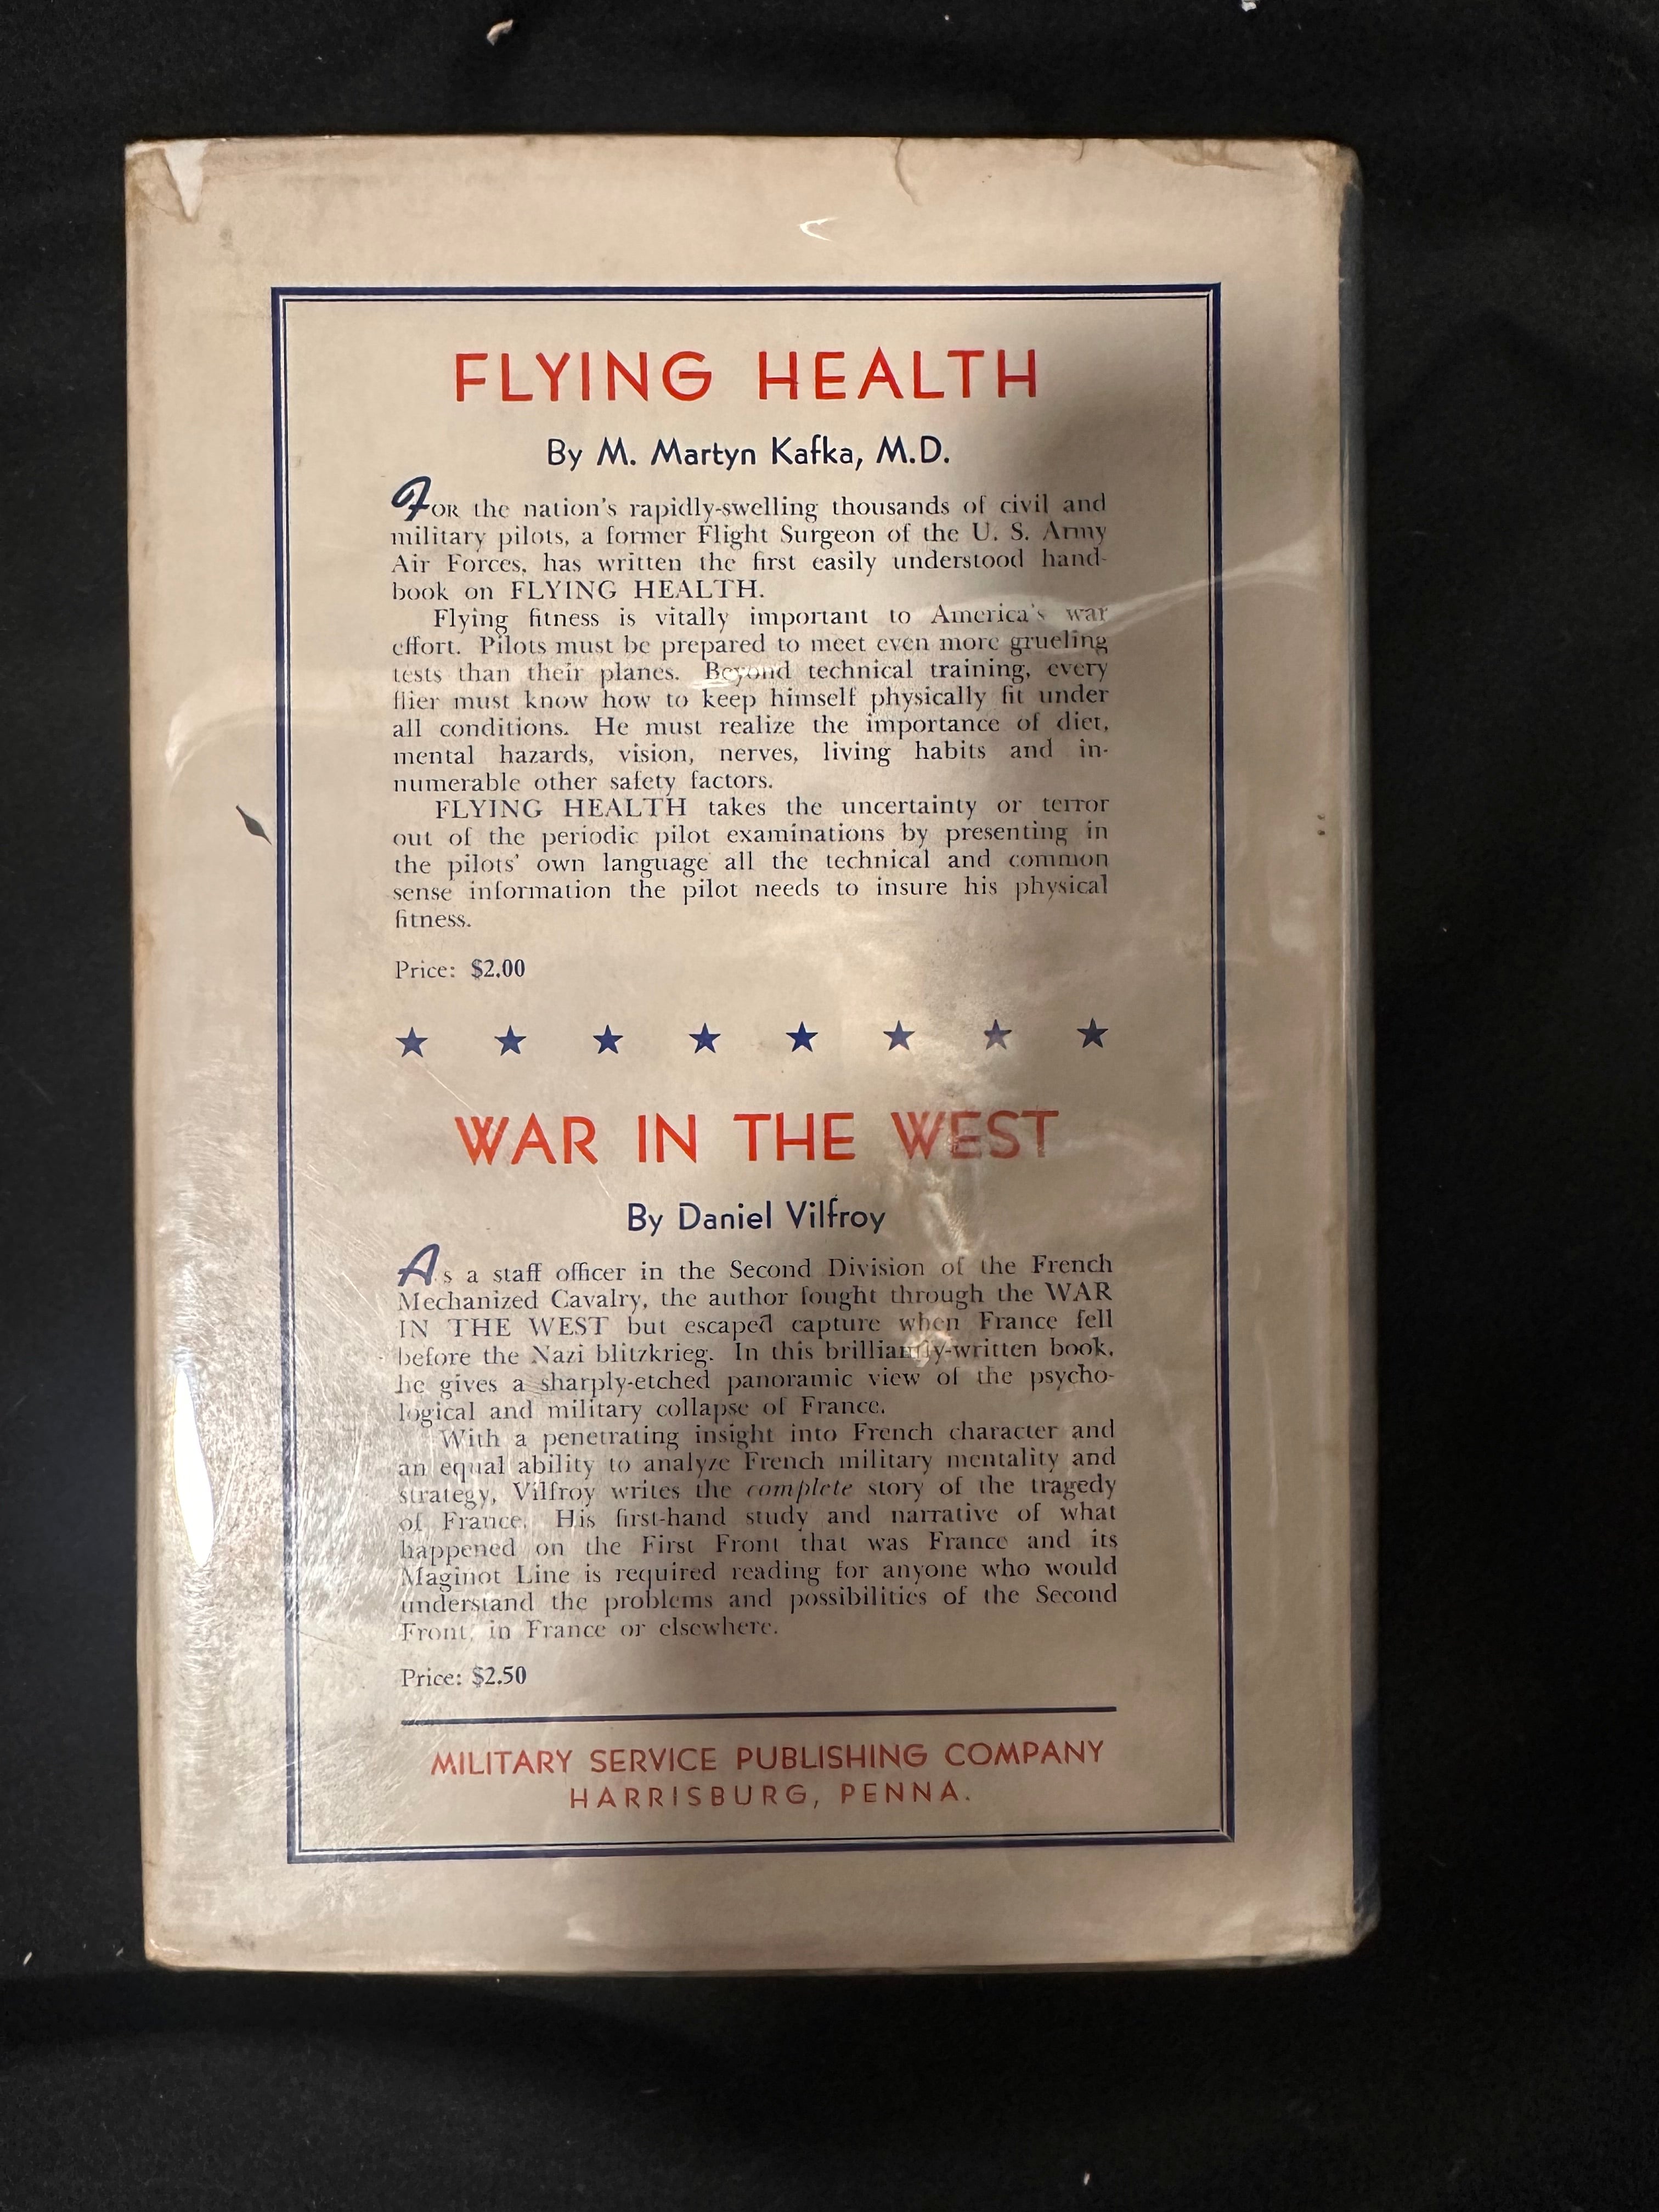 FLYING HEALTH
By M. Martyn Kafka, M.D.
FOR the nation's rapidly-swelling thousands of civil and
military pilots, a former Flight Surgeon of the U. S. Army
Air Forces, has written the first easily understood hand-
book on FLYING HEALTH.
Flying fitness is vitally important to America's war
effort. Pilots must be prepared to meet even more grueling
tests than their planes. Beyond technical training, every
flier must know how to keep himself physically fit under
all conditions. He must realize the importance of diet,
mental hazards, vision, nerves, living habits and in-
numerable other safety factors.
FLYING HEALTH takes the uncertainty or terror
out of the periodic pilot examinations by presenting in
the pilots' own language all the technical and common
sense information the pilot needs to insure his physical
fitness.
Price: $2.00
★ ★ ★ ★ ★ ★ ★ ★
WAR IN THE WEST
By Daniel Vilfroy
As a staff officer in the Second Division of the French
Mechanized Cavalry, the author fought through the WAR
IN THE WEST but escaped capture when France fell
before the Nazi blitzkrieg. In this brilliantly-written book,
he gives a sharply-etched panoramic view of the psycho-
logical and military collapse of France.
With a penetrating insight into French character and
an equal ability to analyze French military mentality and
strategy, Vilfroy writes the complete story of the tragedy
of France. His first-hand study and narrative of what
happened on the First Front that was France and its
Maginot Line is required reading for anyone who would
understand the problems and possibilities of the Second
Front, in France or elsewhere.
Price: $2.50
MILITARY SERVICE PUBLISHING COMPANY
HARRISBURG, PENNA.